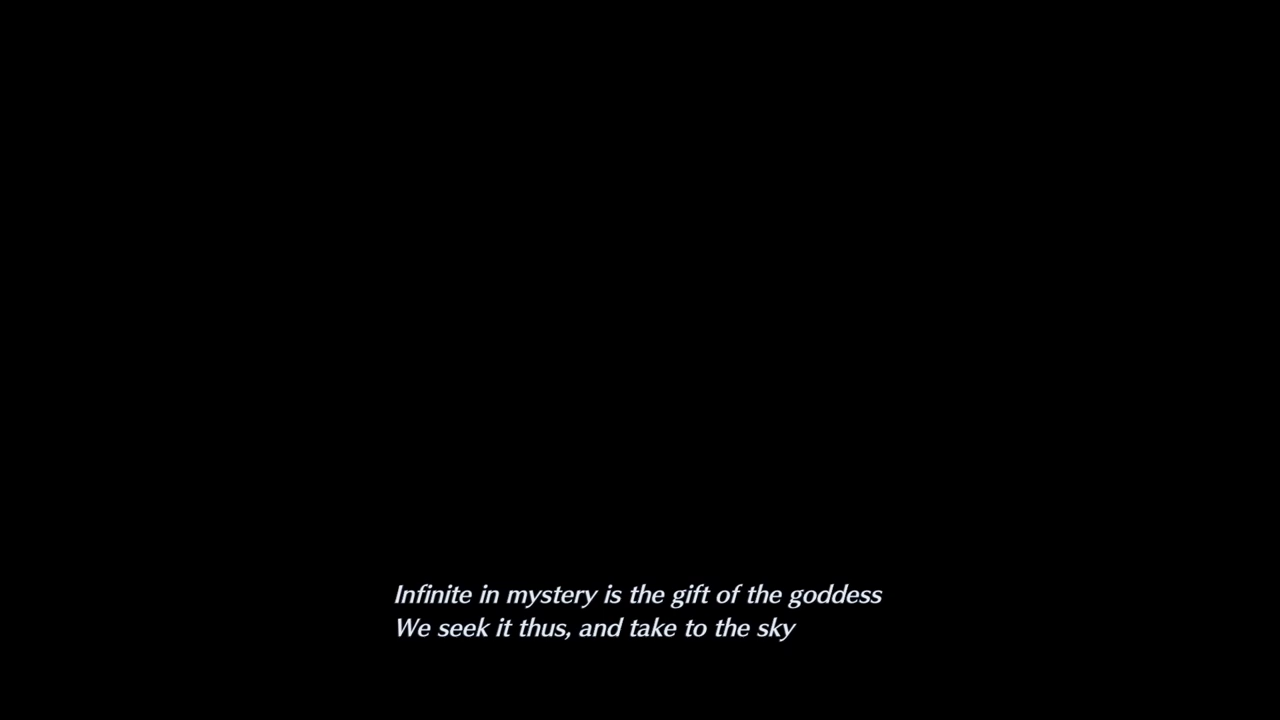 Infinite in mystery is the gift of the goddess
We seek it thus, and take to the sky